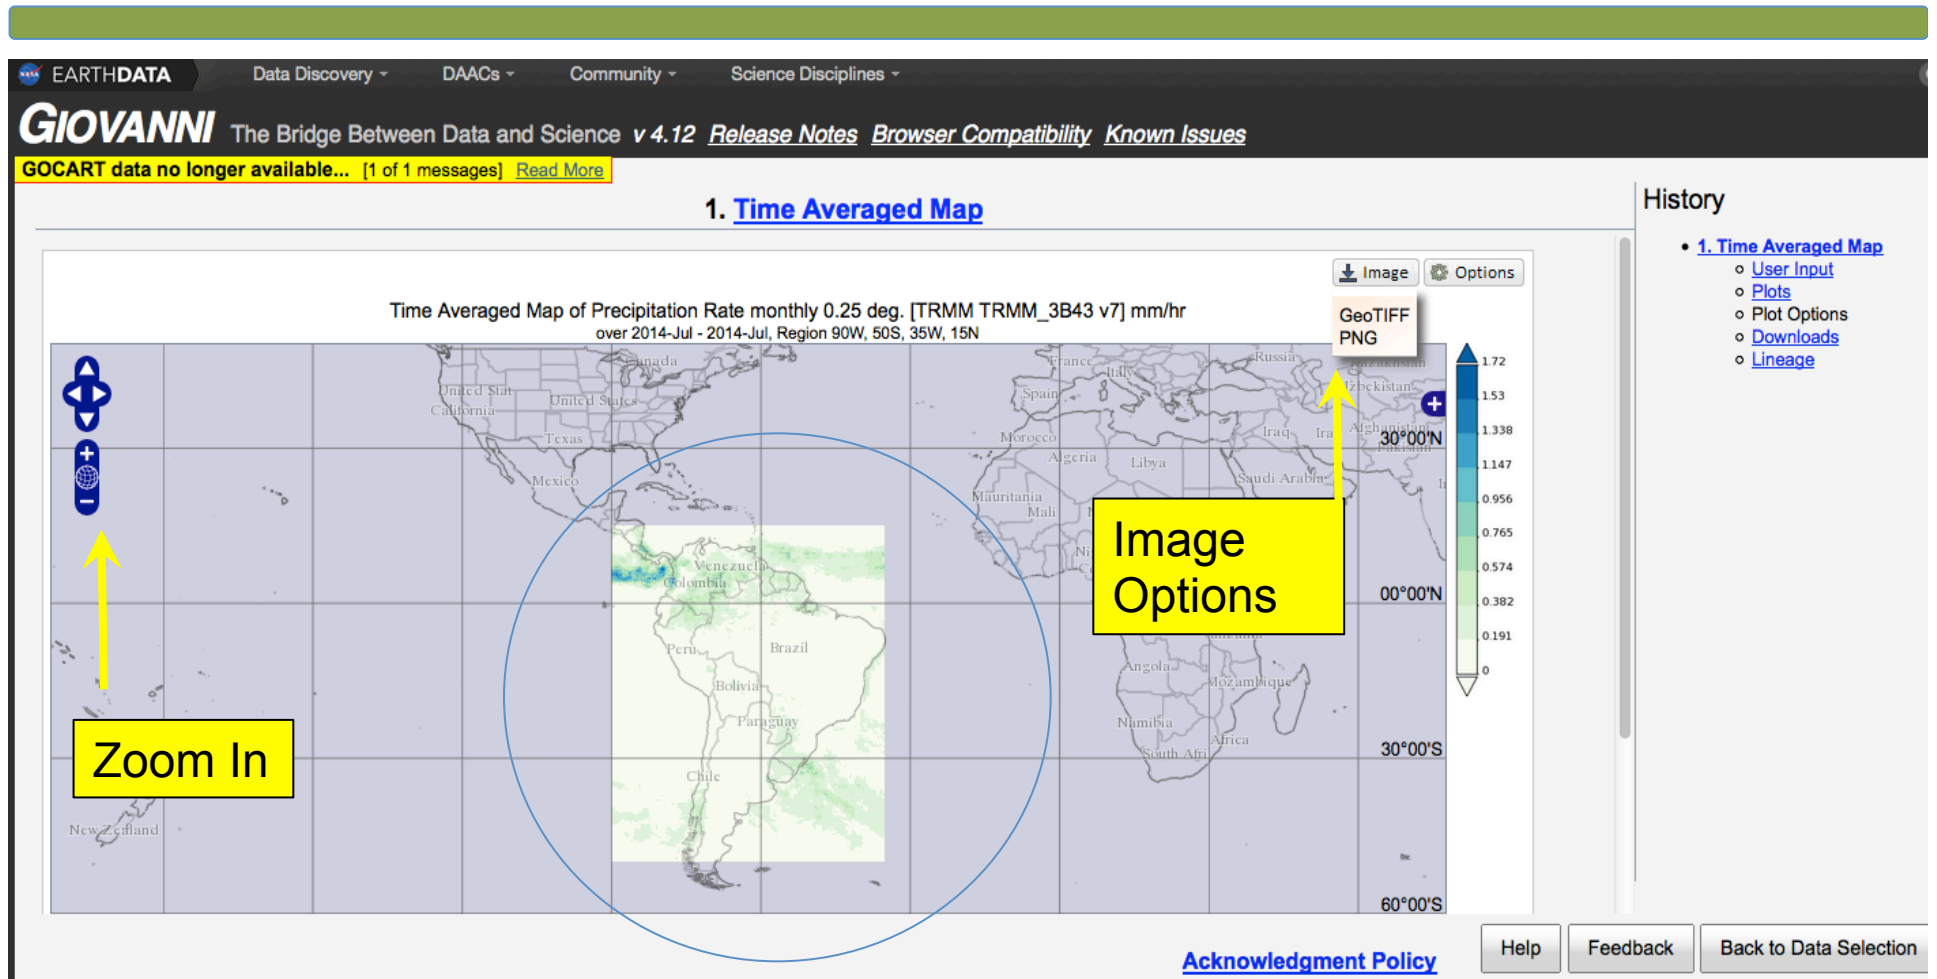 EARTHDATA Data Discovery DAACs Community Science Disciplines
GIOVANNI The Bridge Between Data and Science v 4.12 Release Notes Browser Compatibility Known Issues
GOCART data no longer available... [1 of 1 messages] Read More
1. Time Averaged Map
Image Options
GeoTIFF
PNG
Time Averaged Map of Precipitation Rate monthly 0.25 deg. [TRMM TRMM_3B43 v7] mm/hr
over 2014-Jul - 2014-Jul, Region 90W, 50S, 35W, 15N
Canada
United Stat
United States
California
Texas
Mexico
France
Italy
Spain
Russia
Kazakhstan
Uzbekistan
Morocco
Algeria
Libya
Iraq
Ira
Afghanistan
Pakistan
Saudi Arabia
Mauritania
Mali
Ni
Venezuela
Colombia
Peru
Brazil
Bolivia
Paraguay
Chile
Angola
Mozambique
Namibia
Africa
South Afri
New Zealand
30°00'N
00°00'N
30°00'S
60°00'S
1.72
1.53
1.338
1.147
0.956
0.765
0.574
0.382
0.191
0
Zoom In
Image
Options
History
1. Time Averaged Map
User Input
Plots
Plot Options
Downloads
Lineage
Acknowledgment Policy
Help Feedback Back to Data Selection